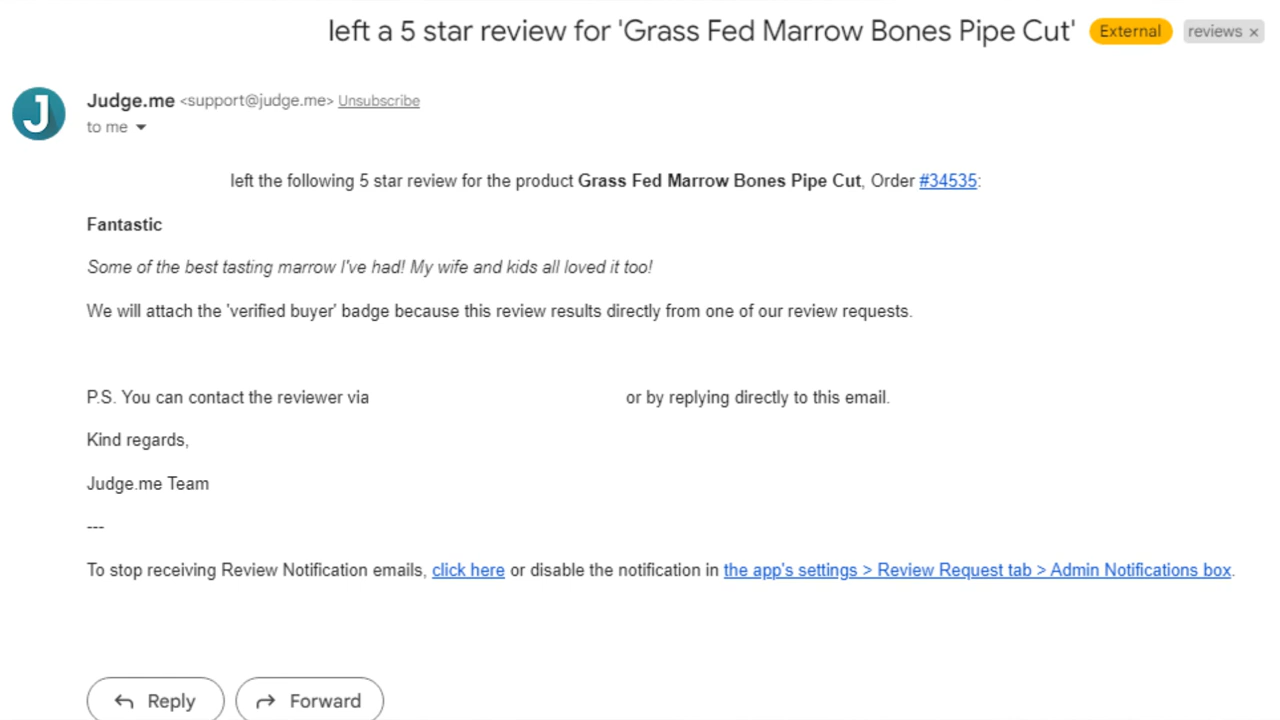 left a 5 star review for 'Grass Fed Marrow Bones Pipe Cut' External reviews ×
J
Judge.me <support@judge.me> Unsubscribe
to me
left the following 5 star review for the product Grass Fed Marrow Bones Pipe Cut, Order #34535:
Fantastic
Some of the best tasting marrow I've had! My wife and kids all loved it too!
We will attach the 'verified buyer' badge because this review results directly from one of our review requests.
P.S. You can contact the reviewer via or by replying directly to this email.
Kind regards,
Judge.me Team
---
To stop receiving Review Notification emails, click here or disable the notification in the app's settings > Review Request tab > Admin Notifications box.
Reply Forward